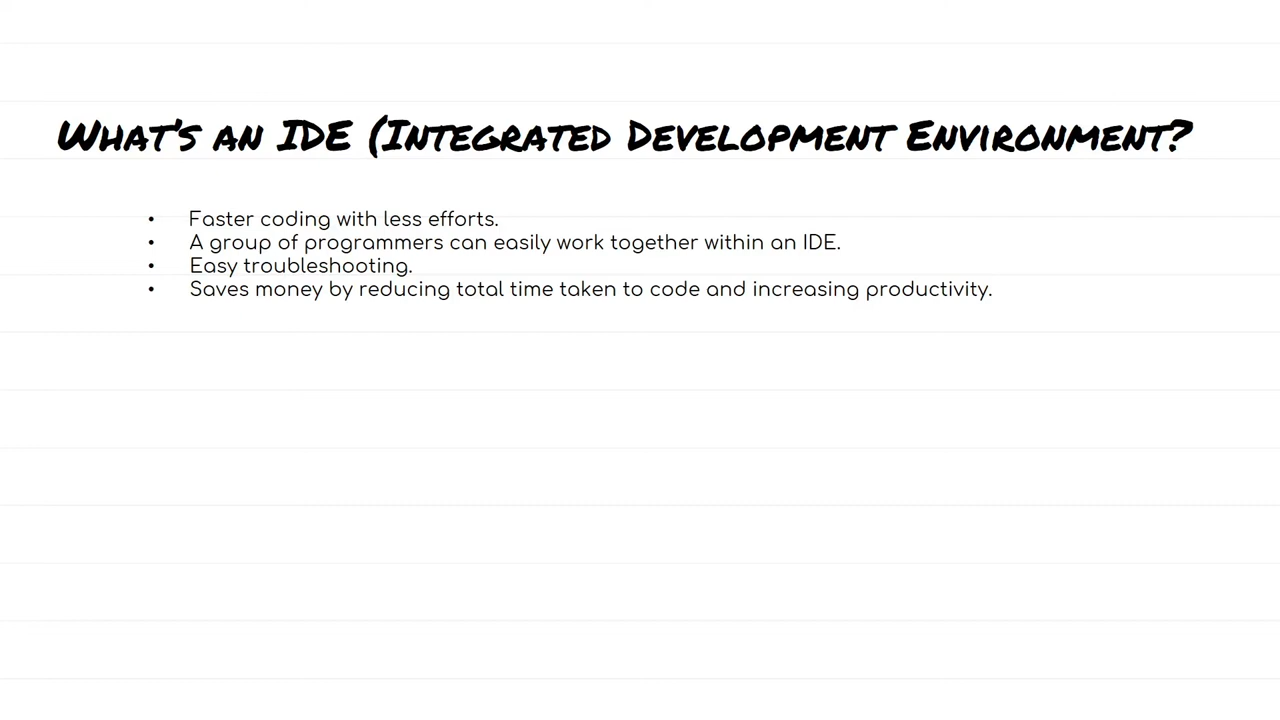 What's an IDE (Integrated Development Environment?
• Faster coding with less efforts.
• A group of programmers can easily work together within an IDE.
• Easy troubleshooting.
• Saves money by reducing total time taken to code and increasing productivity.